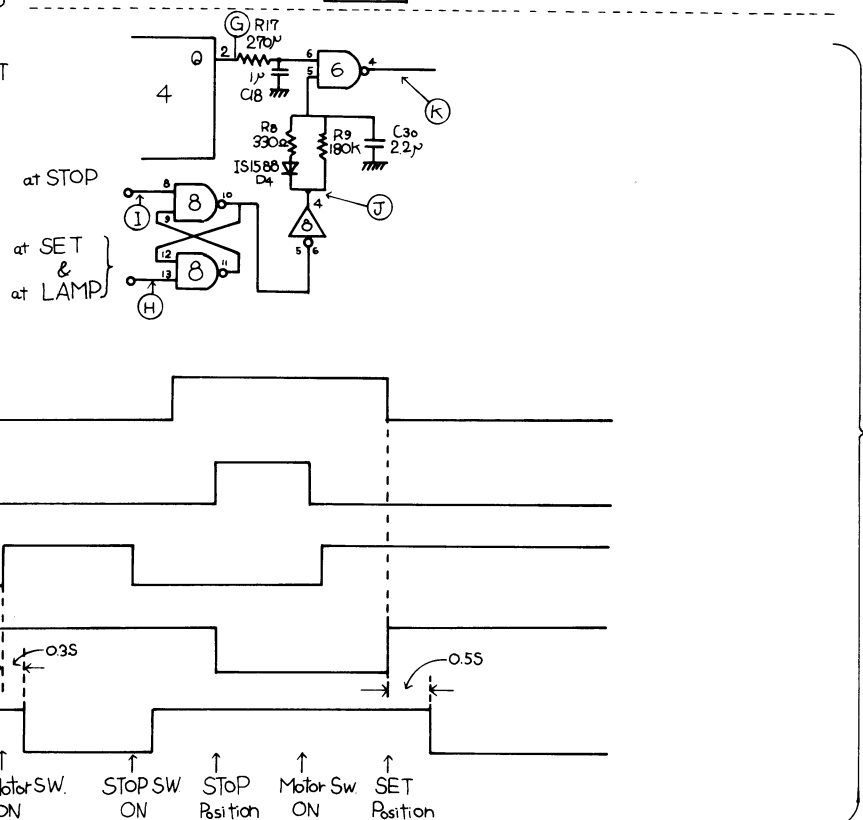 G R17
270μ
Q 2
6
5
6
4
1μ
C18
4
T
K
R8
330Ω
R9
180K
C30
2.2μ
IS1588
D4
at STOP
8
8
10
I
9
4
J
8
at SET
&
at LAMP
12
8
11
13
5 6
H
0.3S
0.5S
otor SW.
ON
STOP SW
ON
STOP
Position
Motor Sw.
ON
SET
Position